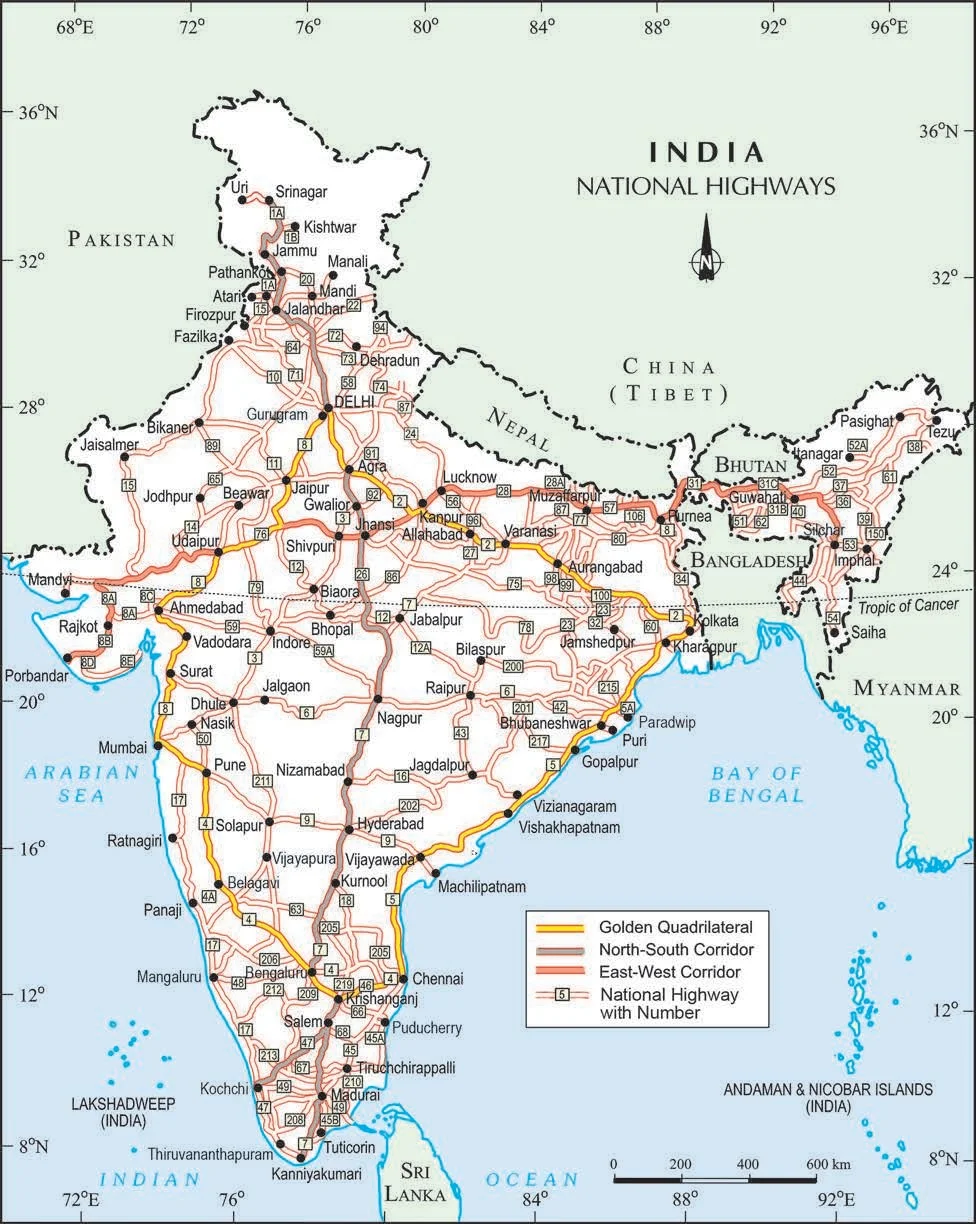 68°E
72°
76°
80°
84°
88°
92°
96°E
36°N
36°N
INDIA
NATIONAL HIGHWAYS
N
PAKISTAN
Uri
Srinagar
1A
Kishtwar
1B
Jammu
32°
32°
Pathankot
Manali
1A
20
Atari
Mandi
15
Jalandhar
22
Firozpur
94
Fazilka
72
64
73
Dehradun
10
71
58
74
CHINA
(TIBET)
28°
28°
DELHI
87
Gurugram
NEPAL
24
Bikaner
89
8
Pasighat
Tezu
Jaisalmer
91
Itanagar
52A
38
11
Agra
BHUTAN
52
15
65
Jaipur
92
Lucknow
28A
31
31C
37
61
Jodhpur
Beawar
Gwalior
2
56
28
Muzaffarpur
Guwahati
36
14
3
Jhansi
Kanpur
87
57
106
Purnea
31B
40
39
76
96
77
8
51
62
Silchar
150
Udaipur
Shivpuri
Allahabad
Varanasi
80
53
27
2
Imphal
BANGLADESH
12
26
86
Aurangabad
24°
24°
Mandvi
8
79
75
98
99
34
44
8A
8C
Biaora
100
Tropic of Cancer
8A
Ahmedabad
7
23
2
Kolkata
54
Rajkot
59
Bhopal
12
Jabalpur
78
23
32
60
Saiha
8B
Vadodara
Indore
59A
12A
Jamshedpur
Kharagpur
8D
8E
3
Bilaspur
200
Porbandar
Surat
MYANMAR
Jalgaon
Raipur
6
215
20°
20°
Dhule
6
201
42
5A
8
Nagpur
Bhubaneswar
Paradwip
Nasik
43
217
Puri
50
7
Mumbai
5
Gopalpur
Pune
Nizamabad
16
Jagdalpur
ARABIAN
SEA
BAY OF
BENGAL
17
211
202
Vizianagaram
4
Solapur
9
Hyderabad
Vishakhapatnam
Ratnagiri
9
16°
16°
Vijayapura
Vijayawada
Belagavi
Kurnool
Machilipatnam
4A
18
5
Panaji
63
4
205
17
7
205
206
Bengaluru
4
Mangaluru
48
212
209
219
46
4
Chennai
12°
12°
Krishanganj
66
17
Salem
68
Puducherry
47
45A
213
45
67
Tiruchchirappalli
Kochchi
49
210
47
Madurai
49
208
45B
LAKSHADWEEP
(INDIA)
ANDAMAN & NICOBAR ISLANDS
(INDIA)
8°N
8°N
Thiruvananthapuram
7
Tuticorin
Kanniyakumari
SRI
LANKA
INDIAN
OCEAN
Golden Quadrilateral
North-South Corridor
East-West Corridor
5
National Highway
with Number
0
200
400
600 km
72°E
76°
84°
88°
92°E